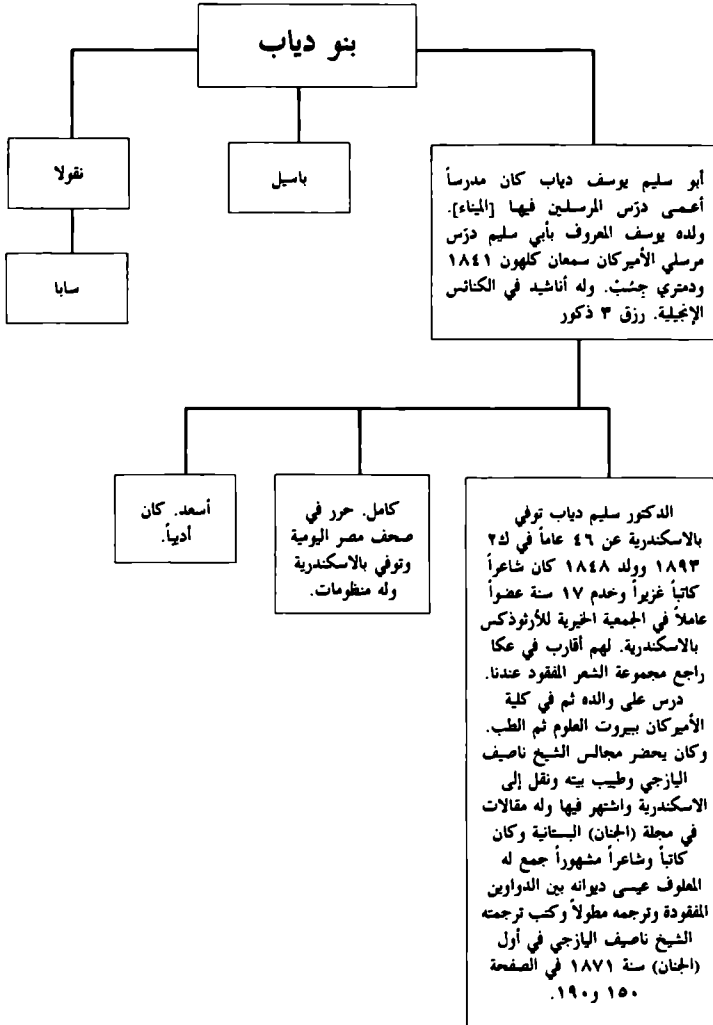 بنو دياب
أبو سليم يوسف دياب كان مدرساً
أعمى درّس المرسلين فيها [الميناء].
ولده يوسف المعروف بأبي سليم درّس
مرسلي الأميركان سمعان كلهون ١٨٤١
ودمتري جِسْبْ. وله أناشيد في الكنائس
الإنجيلية. رزق ٣ ذكور
باسيل
نقولا
سابا
الدكتور سليم دياب توفي
بالاسكندرية عن ٤٦ عاماً في ك٢
١٨٩٣ وولد ١٨٤٨ كان شاعراً
كاتباً غزيراً وخدم ١٧ سنة عضواً
عاملاً في الجمعية الخيرية للأرثوذكس
بالاسكندرية. لهم أقارب في عكا
راجع مجموعة الشعر المفقود عندنا.
درس على والده ثم في كلية
الأميركان ببيروت العلوم ثم الطب.
وكان يحضر مجالس الشيخ ناصيف
اليازجي وطبيب بيته ونقل إلى
الاسكندرية واشتهر فيها وله مقالات
في مجلة (الجنان) البستانية وكان
كاتباً وشاعراً مشهوراً جمع له
المعلوف عيسى ديوانه بين الدواوين
المفقودة وترجمه مطولاً وكتب ترجمته
الشيخ ناصيف اليازجي في أول
(الجنان) سنة ١٨٧١ في الصفحة
١٥٠ و١٩٠.
كامل. حرر في
صحف مصر اليومية
وتوفي بالاسكندرية
وله منظومات.
أسعد. كان
أديباً.